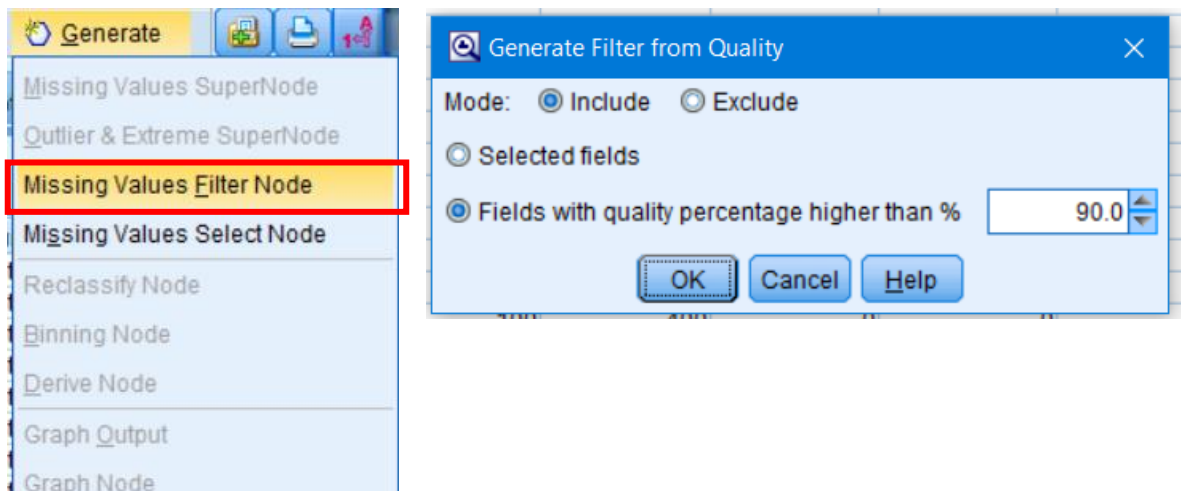 Generate
Missing Values SuperNode
Outlier & Extreme SuperNode
Missing Values Filter Node
Missing Values Select Node
Reclassify Node
Binning Node
Derive Node
Graph Output
Graph Node
Generate Filter from Quality
Mode: Include Exclude
Selected fields
Fields with quality percentage higher than % 90.0
OK Cancel Help